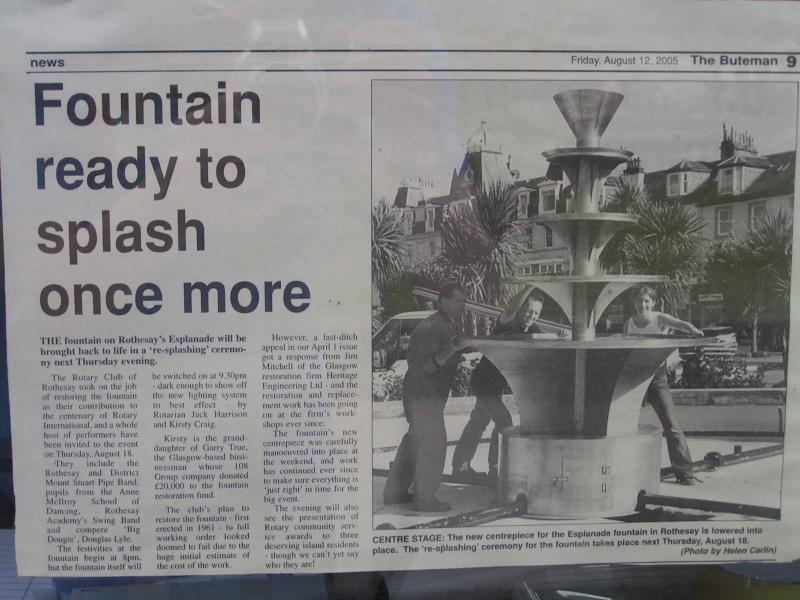 news
Friday, August 12, 2005 The Buteman 9
Fountain
ready to
splash
once more
THE fountain on Rothesay's Esplanade will be
brought back to life in a 're-splashing' ceremo-
ny next Thursday evening.
The Rotary Club of
Rothesay took on the job
of restoring the fountain
as their contribution to
the centenary of Rotary
International, and a whole
host of performers have
been invited to the event
on Thursday, August 18.
They include the
Rothesay and District
Mount Stuart Pipe Band,
pupils from the Anne
McIlroy School of
Dancing, Rothesay
Academy's Swing Band
and compere 'Big
Dougie', Douglas Lyle.
The festivities at the
fountain begin at 8pm,
but the fountain itself will
be switched on at 9.30pm
- dark enough to show off
the new lighting system
to best effect - by
Rotarian Jack Harrison
and Kirsty Craig.
Kirsty is the grand-
daughter of Garry True,
the Glasgow-based busi-
nessman whose 108
Group company donated
£20,000 to the fountain
restoration fund.
The club's plan to
restore the fountain - first
erected in 1961 - to full
working order looked
doomed to fail due to the
huge initial estimate of
the cost of the work.
However, a last-ditch
appeal in our April 1 issue
got a response from Jim
Mitchell of the Glasgow
restoration firm Heritage
Engineering Ltd - and the
restoration and replace-
ment work has been going
on at the firm's work-
shops ever since.
The fountain's new
centrepiece was carefully
manoeuvred into place at
the weekend, and work
has continued ever since
to make sure everything is
'just right' in time for the
big event.
The evening will also
see the presentation of
Rotary community serv-
ice awards to three
deserving island residents
- though we can't yet say
who they are!
CENTRE STAGE: The new centrepiece for the Esplanade fountain in Rothesay is lowered into
place. The 're-splashing' ceremony for the fountain takes place next Thursday, August 18.
(Photo by Helen Carlin)